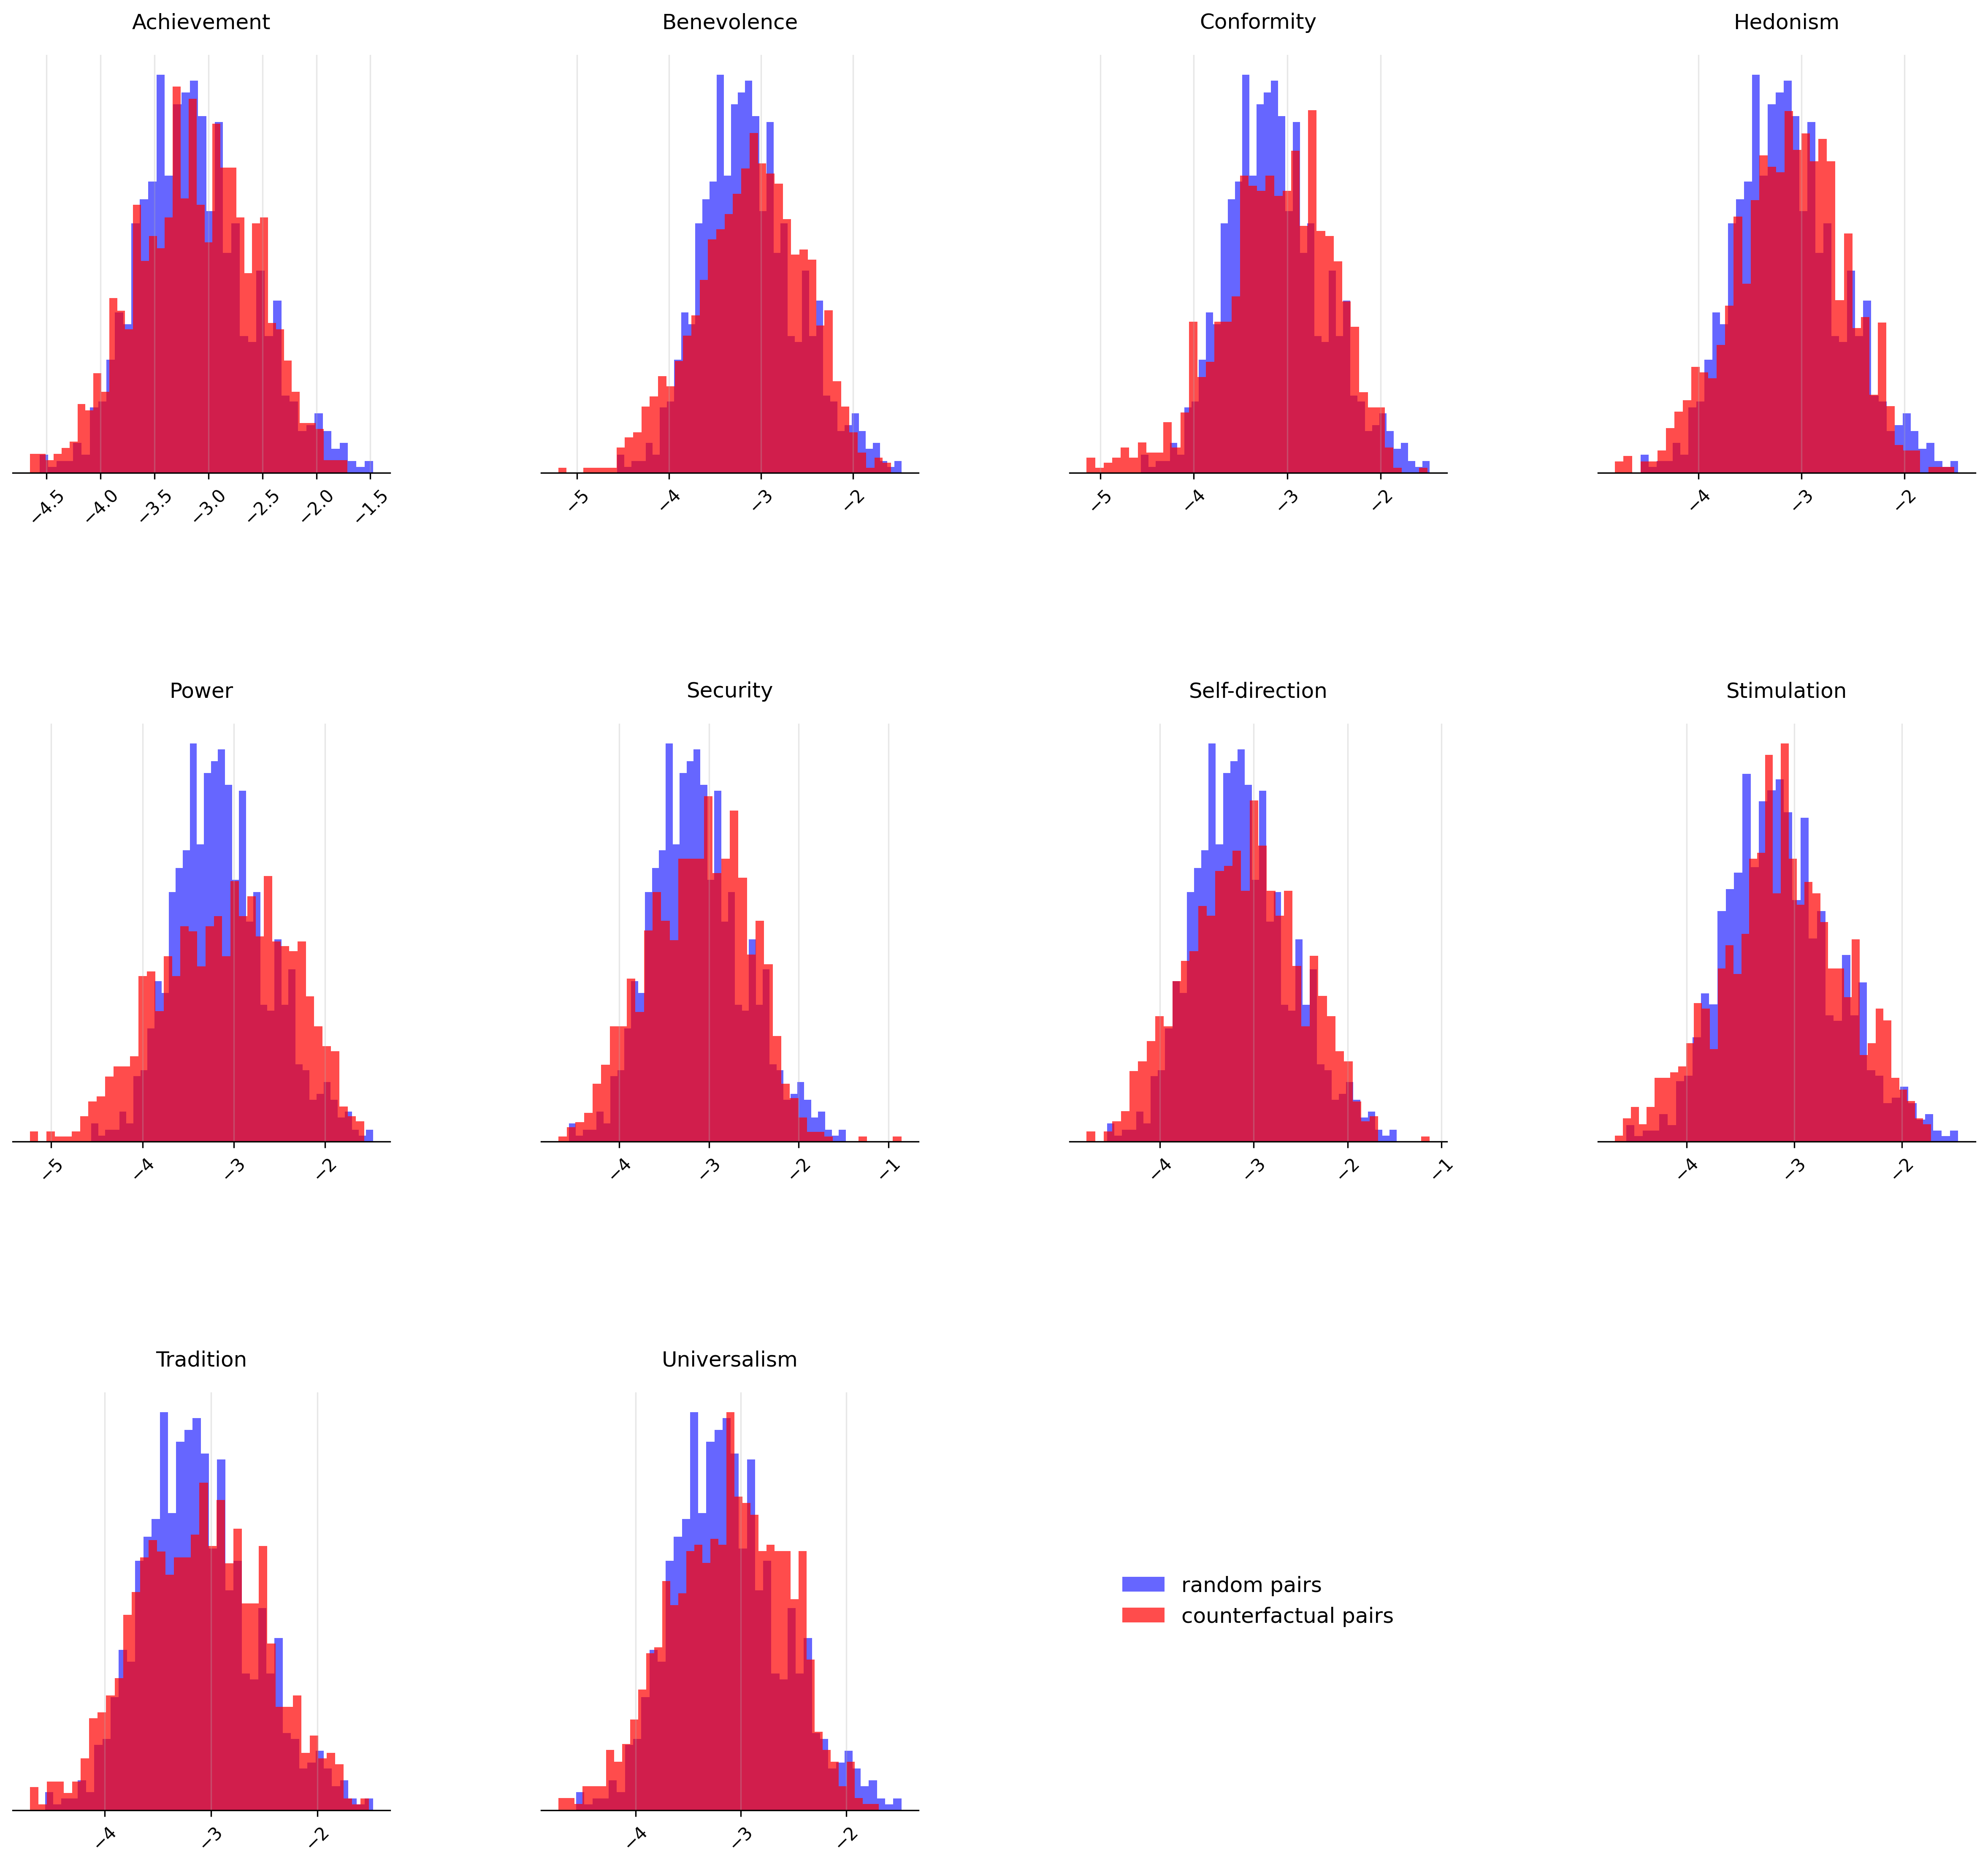 Achievement Benevolence Conformity Hedonism
−4.5 −4.0 −3.5 −3.0 −2.5 −2.0 −1.5 −5 −4 −3 −2 −5 −4 −3 −2 −4 −3 −2
Power Security Self-direction Stimulation
−5 −4 −3 −2 −4 −3 −2 −1 −4 −3 −2 −1 −4 −3 −2
Tradition Universalism
random pairs
counterfactual pairs
−4 −3 −2 −4 −3 −2